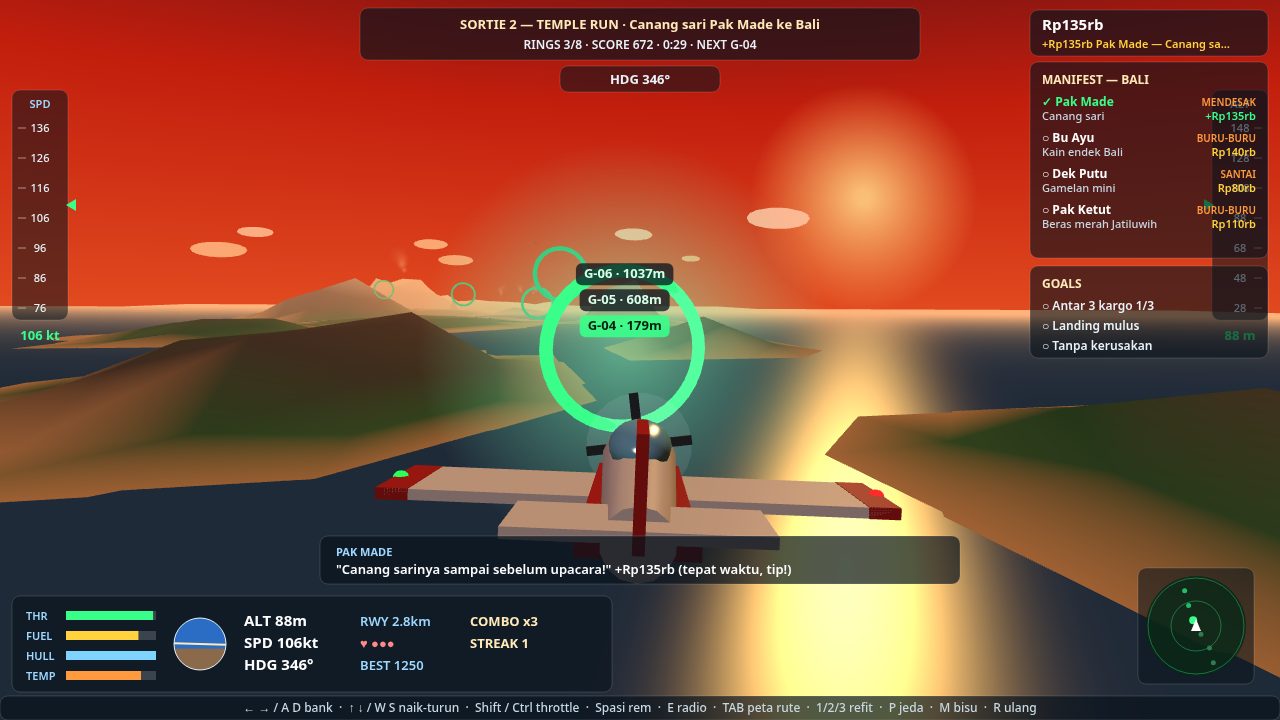 SORTIE 2 — TEMPLE RUN · Canang sari Pak Made ke Bali
RINGS 3/8 · SCORE 672 · 0:29 · NEXT G-04
HDG 346°
Rp135rb
+Rp135rb Pak Made — Canang sa...
MANIFEST — BALI
✓ Pak Made MENDESAK
Canang sari +Rp135rb
○ Bu Ayu BURU-BURU
Kain endek Bali Rp140rb
○ Dek Putu SANTAI
Gamelan mini Rp80rb
○ Pak Ketut BURU-BURU
Beras merah Jatiluwih Rp110rb
148
128
68
48
28
88 m
GOALS
○ Antar 3 kargo 1/3
○ Landing mulus
○ Tanpa kerusakan
SPD
136
126
116
106
96
86
76
106 kt
G-06 · 1037m
G-05 · 608m
G-04 · 179m
PAK MADE
"Canang sarinya sampai sebelum upacara!" +Rp135rb (tepat waktu, tip!)
THR
FUEL
HULL
TEMP
ALT 88m
SPD 106kt
HDG 346°
RWY 2.8km
♥ ●●●
BEST 1250
COMBO x3
STREAK 1
← → / A D bank · ↑ ↓ / W S naik-turun · Shift / Ctrl throttle · Spasi rem · E radio · TAB peta rute · 1/2/3 refit · P jeda · M bisu · R ulang